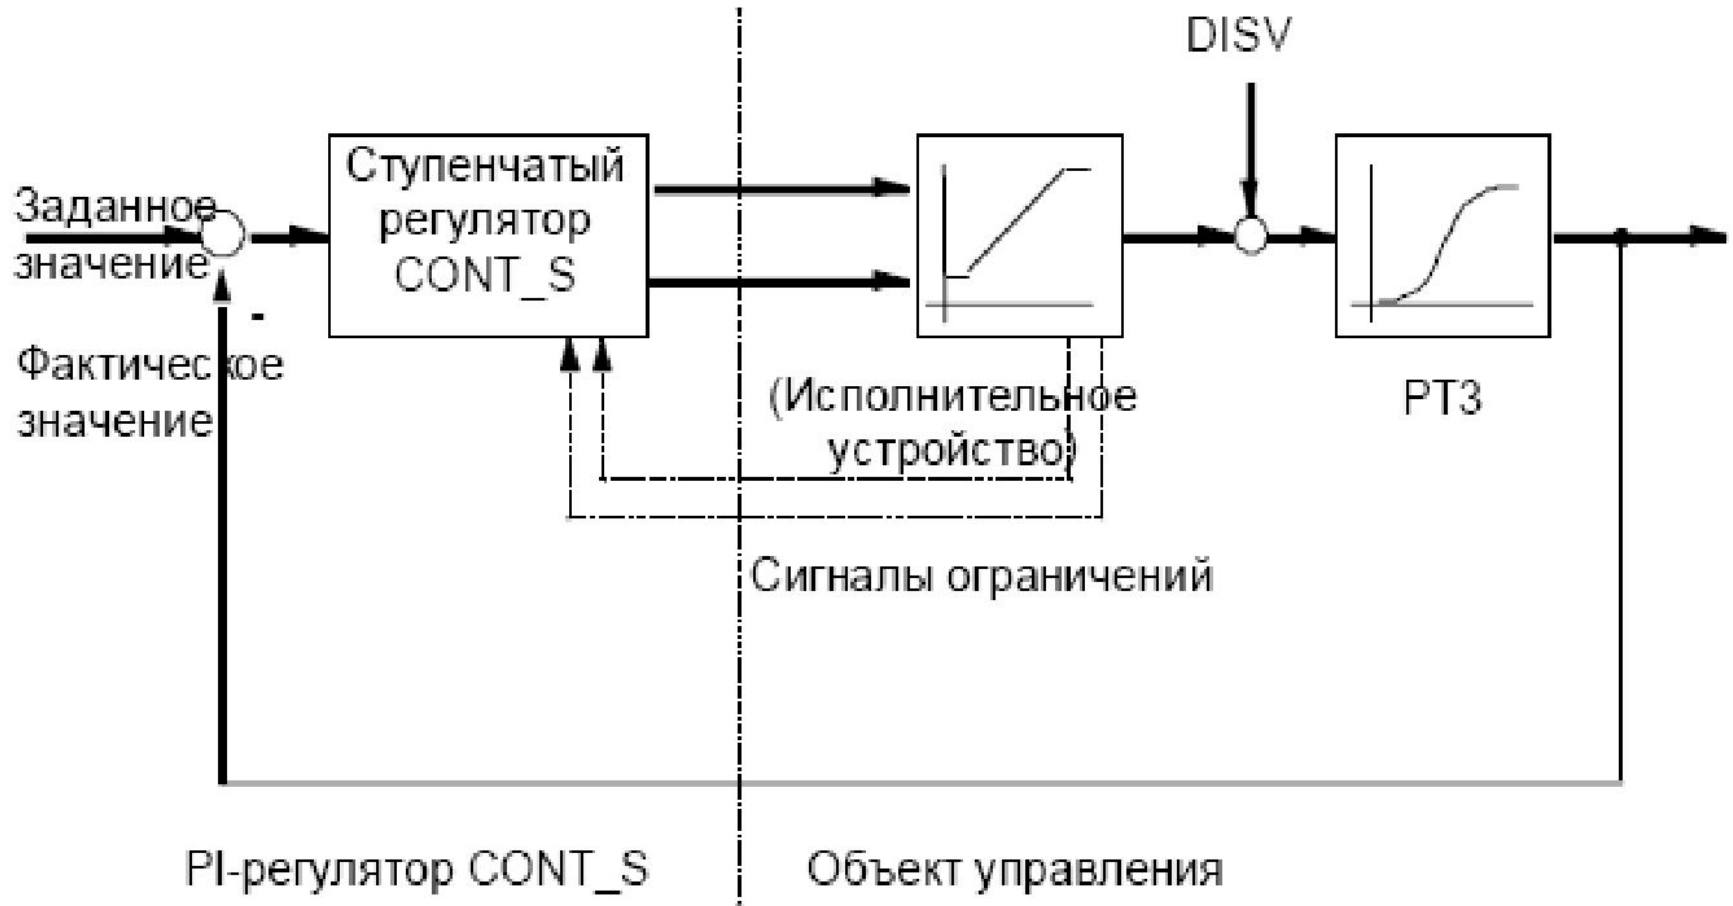 DISV
Ступенчатый
регулятор
CONT_S
Заданное
значение
-
Фактическое
значение
(Исполнительное
устройство)
PT3
Сигналы ограничений
PI-регулятор CONT_S
Объект управления